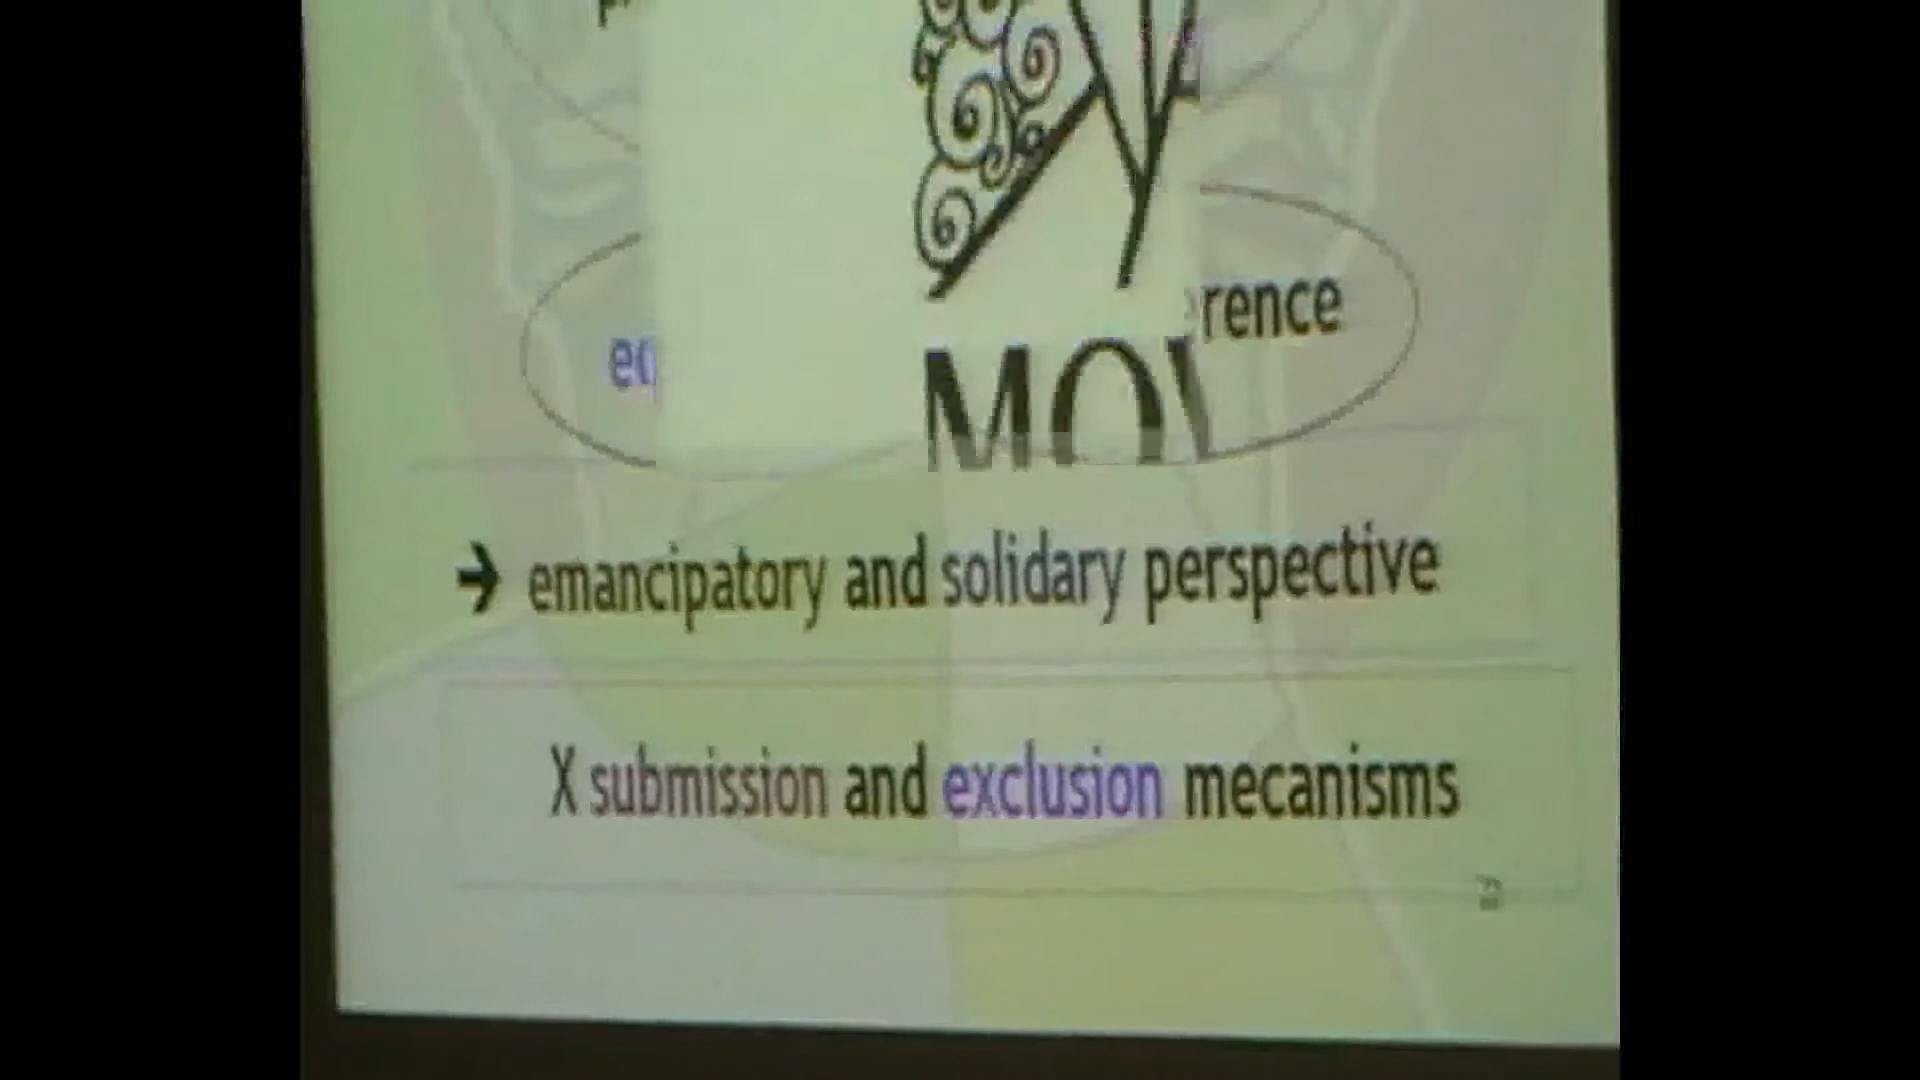 rence
MO
→ emancipatory and solidary perspective
X submission and exclusion mecanisms